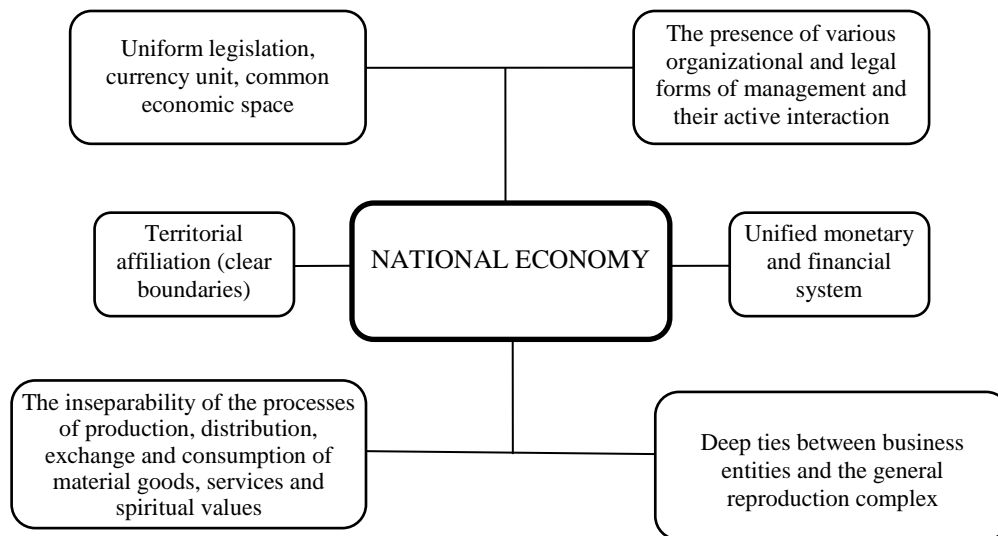 Uniform legislation,
currency unit, common
economic space
The presence of various
organizational and legal
forms of management and
their active interaction
Territorial
affiliation (clear
boundaries)
NATIONAL ECONOMY
Unified monetary
and financial
system
The inseparability of the processes
of production, distribution,
exchange and consumption of
material goods, services and
spiritual values
Deep ties between business
entities and the general
reproduction complex